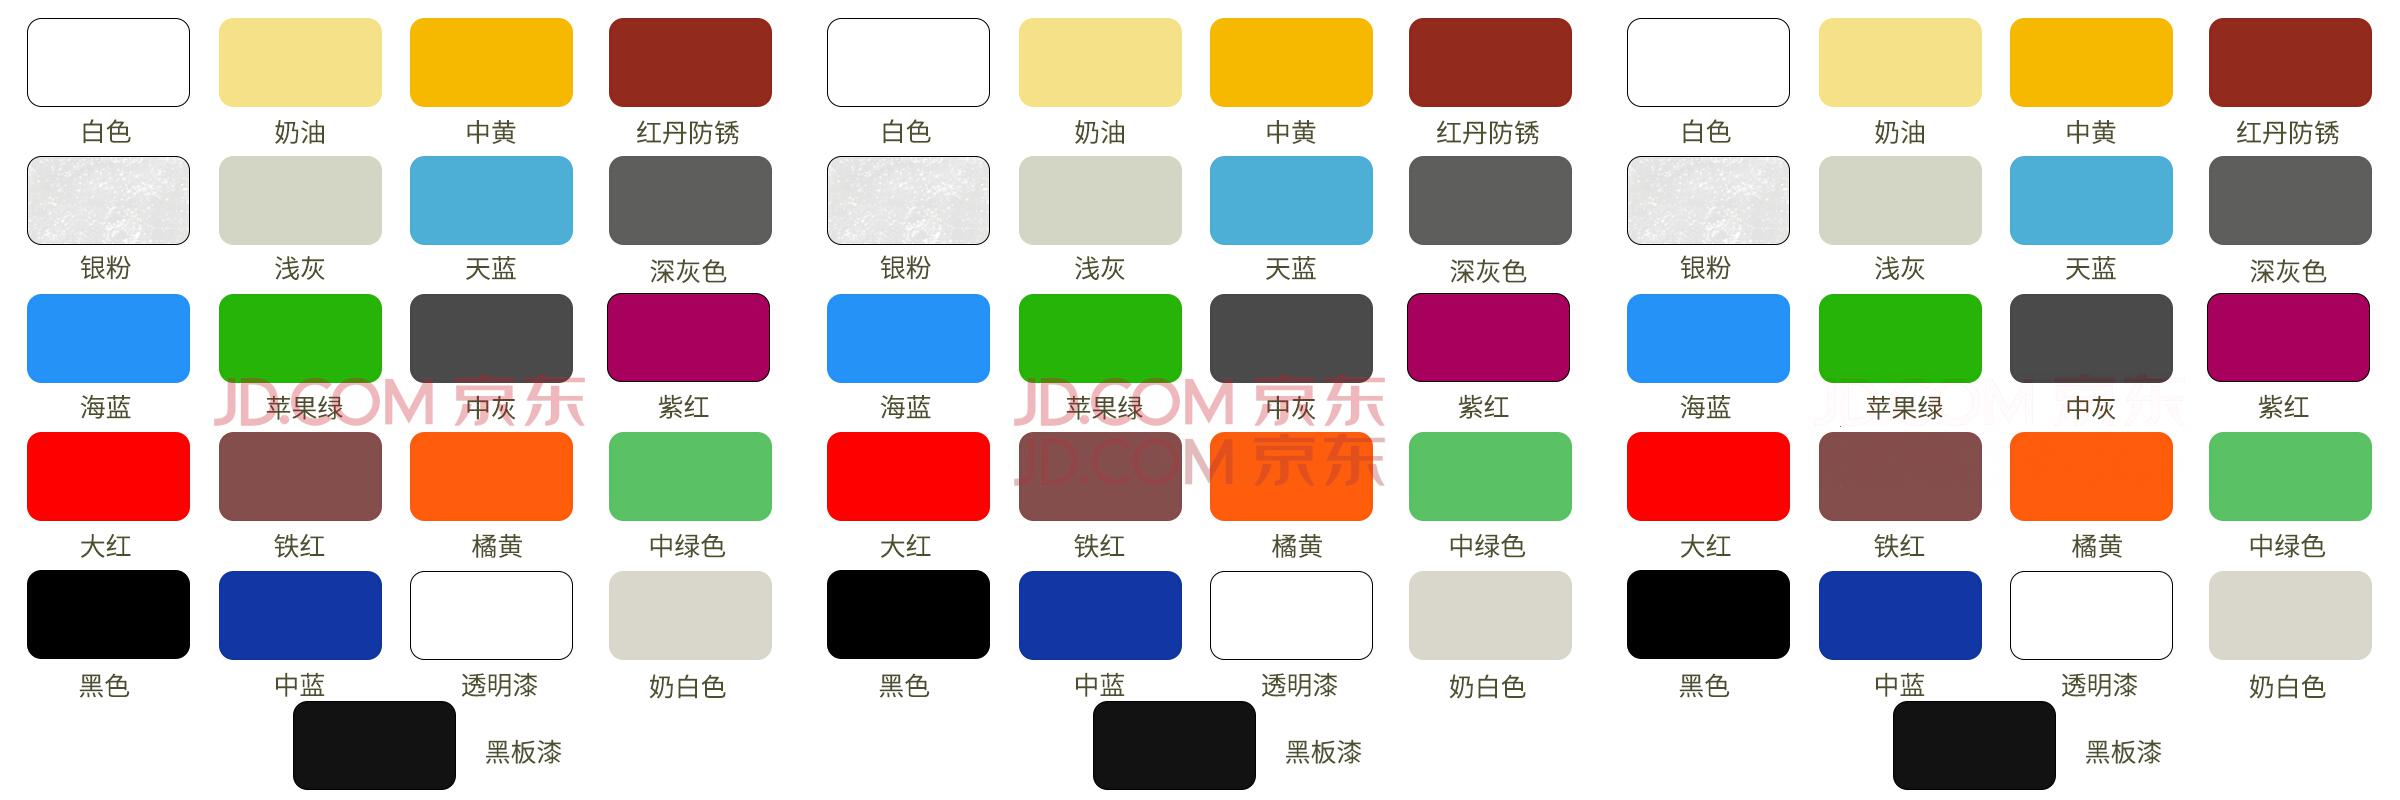 白色 奶油 中黄 红丹防锈 白色 奶油 中黄 红丹防锈 白色 奶油 中黄 红丹防锈
银粉 浅灰 天蓝 深灰色 银粉 浅灰 天蓝 深灰色 银粉 浅灰 天蓝 深灰色
JD.COM 京东 JD.COM 京东 JD.COM 京东
海蓝 苹果绿 中灰 紫红 海蓝 苹果绿 中灰 紫红 海蓝 苹果绿 中灰 紫红
JD.COM 京东
大红 铁红 橘黄 中绿色 大红 铁红 橘黄 中绿色 大红 铁红 橘黄 中绿色
黑色 中蓝 透明漆 奶白色 黑色 中蓝 透明漆 奶白色 黑色 中蓝 透明漆 奶白色
黑板漆 黑板漆 黑板漆